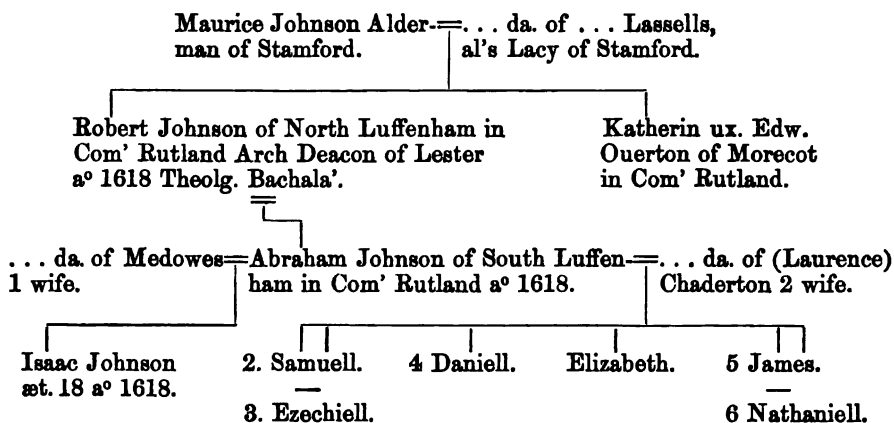 Maurice Johnson Alder-=. . . da. of . . . Lassells,
man of Stamford. al's Lacy of Stamford.
Robert Johnson of North Luffenham in
Com' Rutland Arch Deacon of Lester
aº 1618 Theolg. Bachala'.
Katherin ux. Edw.
Ouerton of Morecot
in Com' Rutland.
. . . da. of Medowes=Abraham Johnson of South Luffen-=. . . da. of (Laurence)
1 wife. ham in Com' Rutland aº 1618. Chaderton 2 wife.
Isaac Johnson
æt. 18 aº 1618.
2. Samuell. 4 Daniell. Elizabeth. 5 James.
3. Ezechiell. 6 Nathaniell.